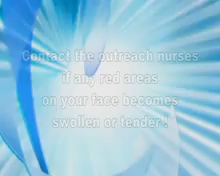 Contact the outreach nurses
if any red areas
on your face becomes
swollen or tender!